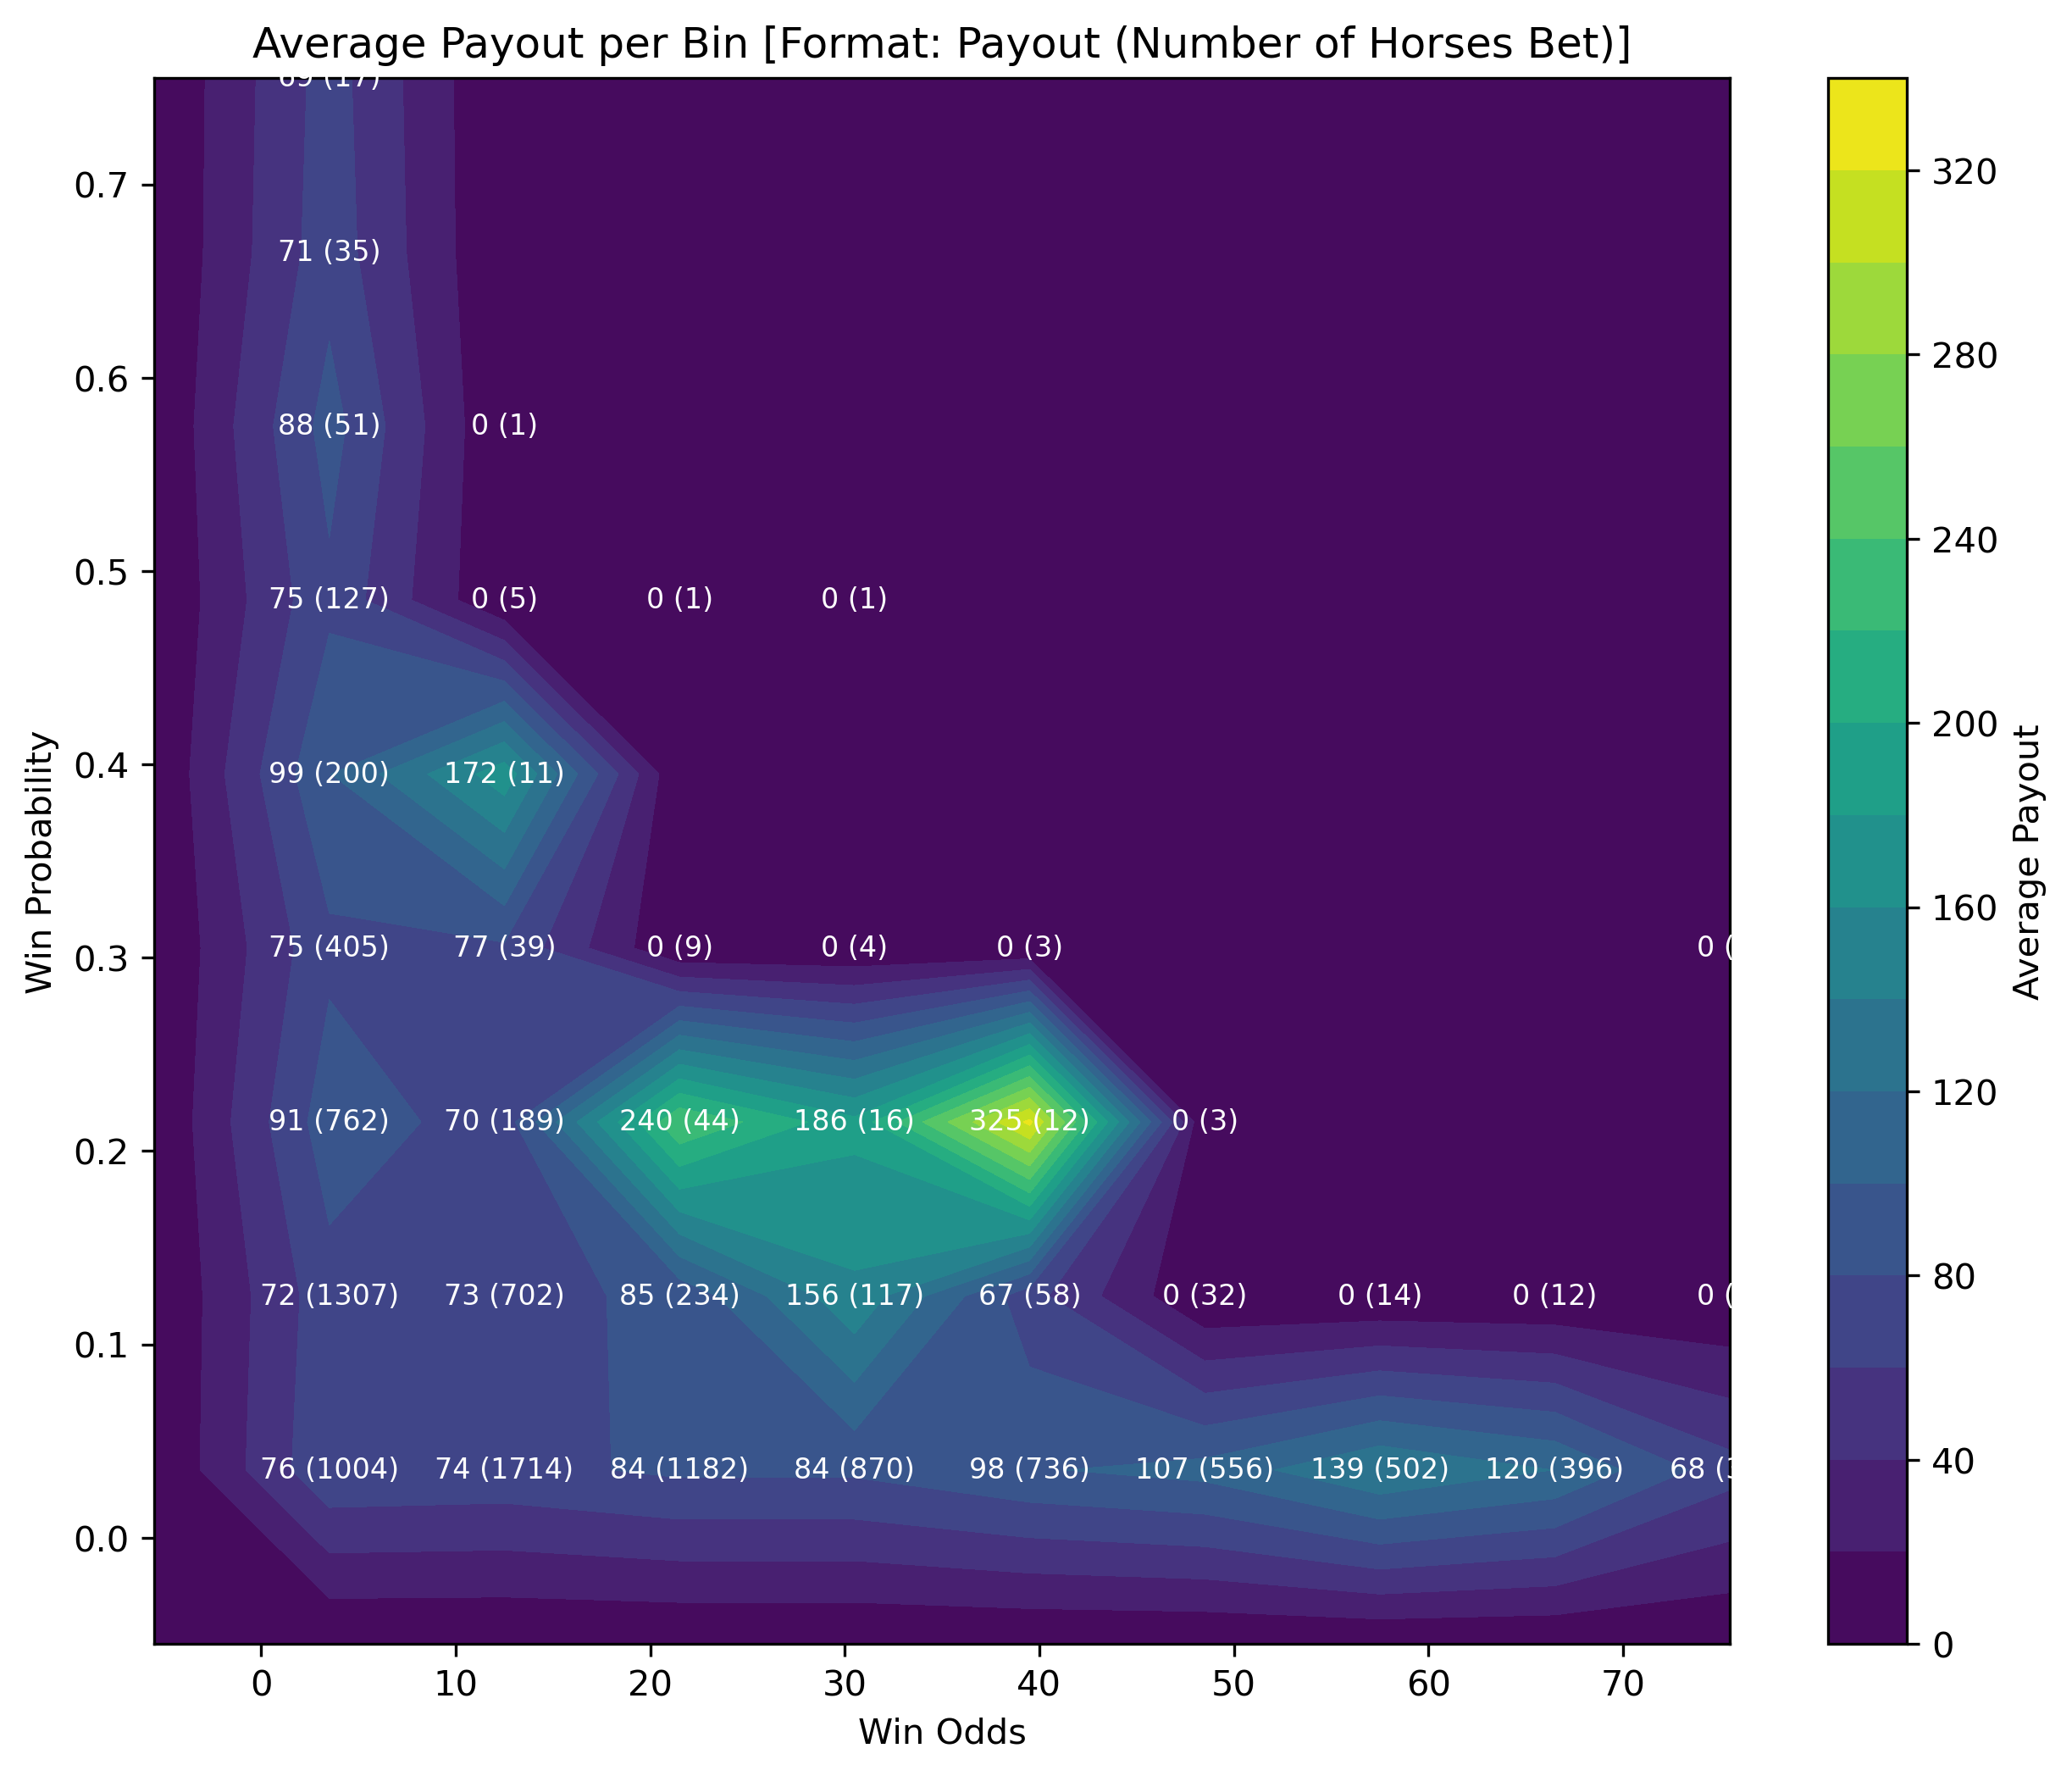 Average Payout per Bin [Format: Payout (Number of Horses Bet)]
69 (17)
0.7
71 (35)
0.6
88 (51) 0 (1)
0.5
75 (127) 0 (5) 0 (1) 0 (1)
0.4
99 (200) 172 (11)
0.3
75 (405) 77 (39) 0 (9) 0 (4) 0 (3) 0 (
91 (762) 70 (189) 240 (44) 186 (16) 325 (12) 0 (3)
0.2
72 (1307) 73 (702) 85 (234) 156 (117) 67 (58) 0 (32) 0 (14) 0 (12) 0 (
0.1
76 (1004) 74 (1714) 84 (1182) 84 (870) 98 (736) 107 (556) 139 (502) 120 (396) 68 (
0.0
0 10 20 30 40 50 60 70
Win Odds
Win Probability
320
280
240
200
160
120
80
40
0
Average Payout